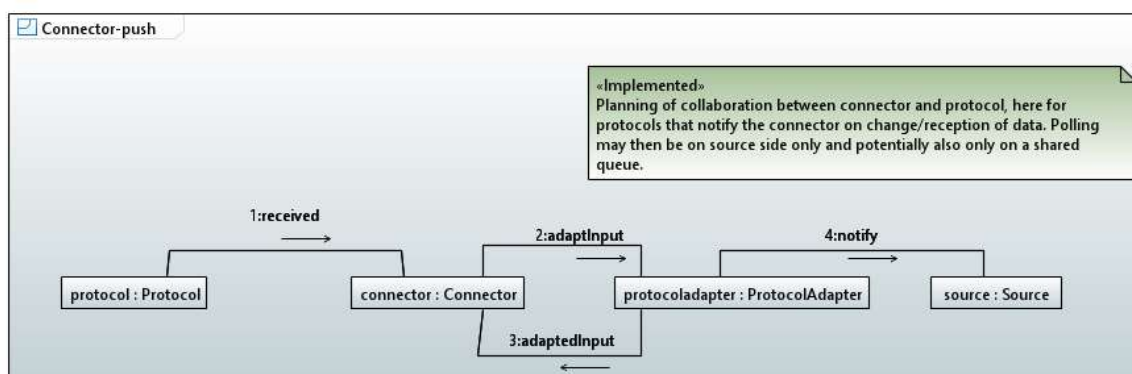 Connector-push
«Implemented»
Planning of collaboration between connector and protocol, here for
protocols that notify the connector on change/reception of data. Polling
may then be on source side only and potentially also only on a shared
queue.
1:received
2:adaptInput
4:notify
protocol : Protocol
connector : Connector
protocoladapter : ProtocolAdapter
source : Source
3:adaptedInput